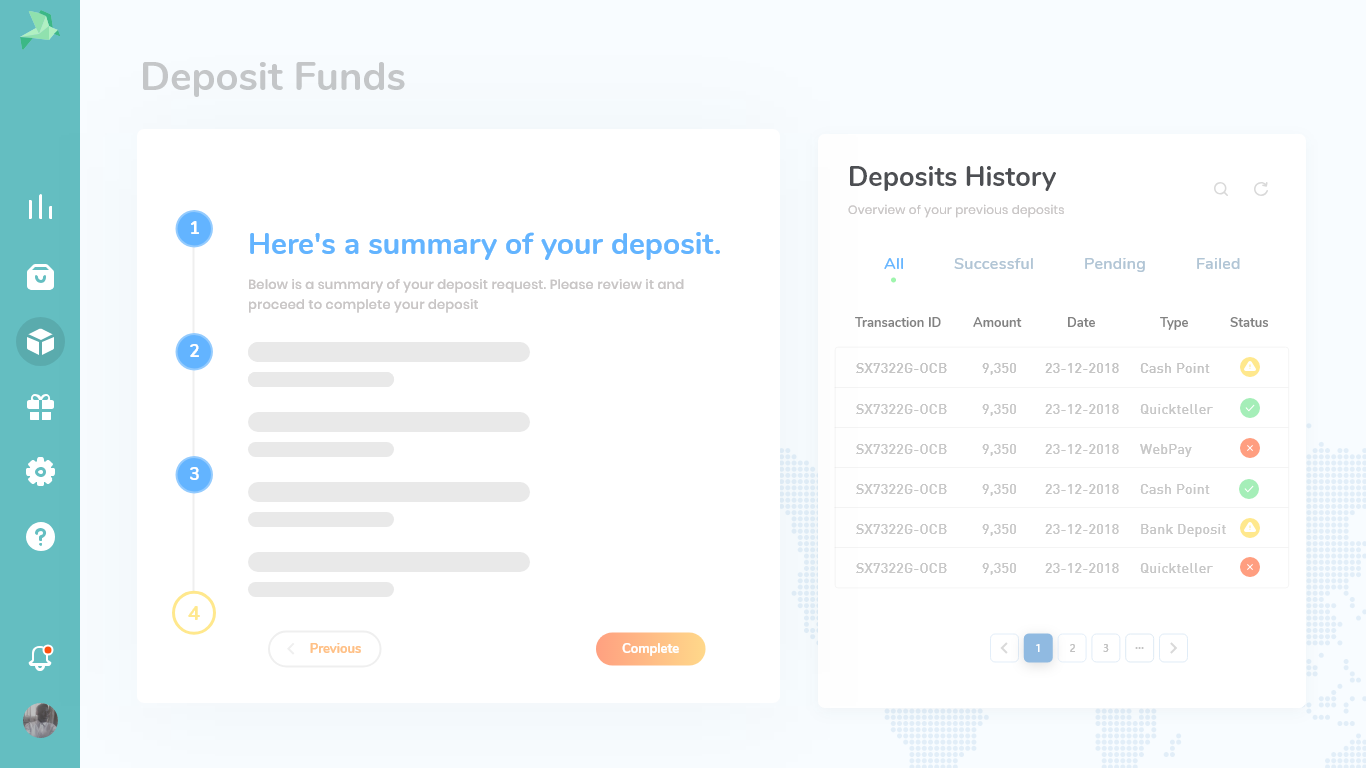 Deposit Funds
1
Here's a summary of your deposit.
Below is a summary of your deposit request. Please review it and
proceed to complete your deposit
2
3
4
Previous
Complete
Deposits History
Overview of your previous deposits
All Successful Pending Failed
Transaction ID Amount Date Type Status
SX7322G-OCB 9,350 23-12-2018 Cash Point
SX7322G-OCB 9,350 23-12-2018 Quickteller
SX7322G-OCB 9,350 23-12-2018 WebPay
SX7322G-OCB 9,350 23-12-2018 Cash Point
SX7322G-OCB 9,350 23-12-2018 Bank Deposit
SX7322G-OCB 9,350 23-12-2018 Quickteller
1 2 3 ...